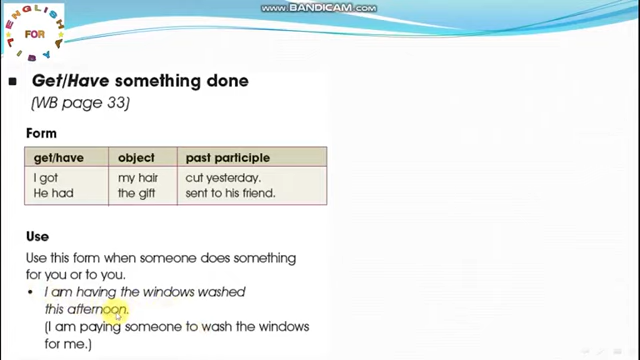 www.BANDICAM.com
ENGLISH
FOR
LIBYA
Get/Have something done
(WB page 33)
Form
get/have object past participle
I got my hair cut yesterday.
He had the gift sent to his friend.
Use
Use this form when someone does something
for you or to you.
• I am having the windows washed
this afternoon.
(I am paying someone to wash the windows
for me.)